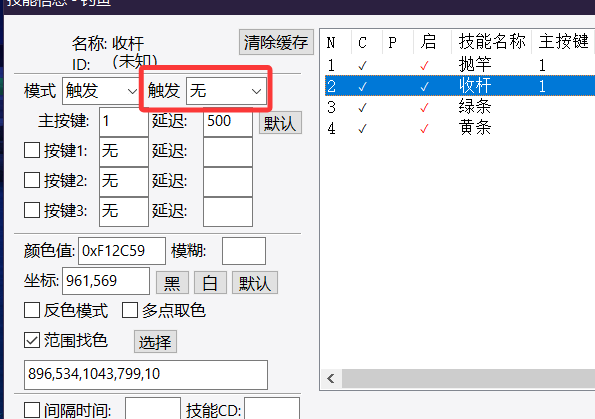 技能信息 - 钓鱼
名称: 收杆
ID: (未知)
清除缓存
模式 触发 触发 无
主按键: 1 延迟: 500 默认
按键1: 无 延迟:
按键2: 无 延迟:
按键3: 无 延迟:
颜色值: 0xF12C59 模糊:
坐标: 961,569 黑 白 默认
反色模式 多点取色
范围找色 选择
896,534,1043,799,10
间隔时间: 技能CD:
N C P 启 技能名称 主按键
1 ✓ ✓ 抛竿 1
2 ✓ ✓ 收杆 1
3 ✓ ✓ 绿条
4 ✓ ✓ 黄条